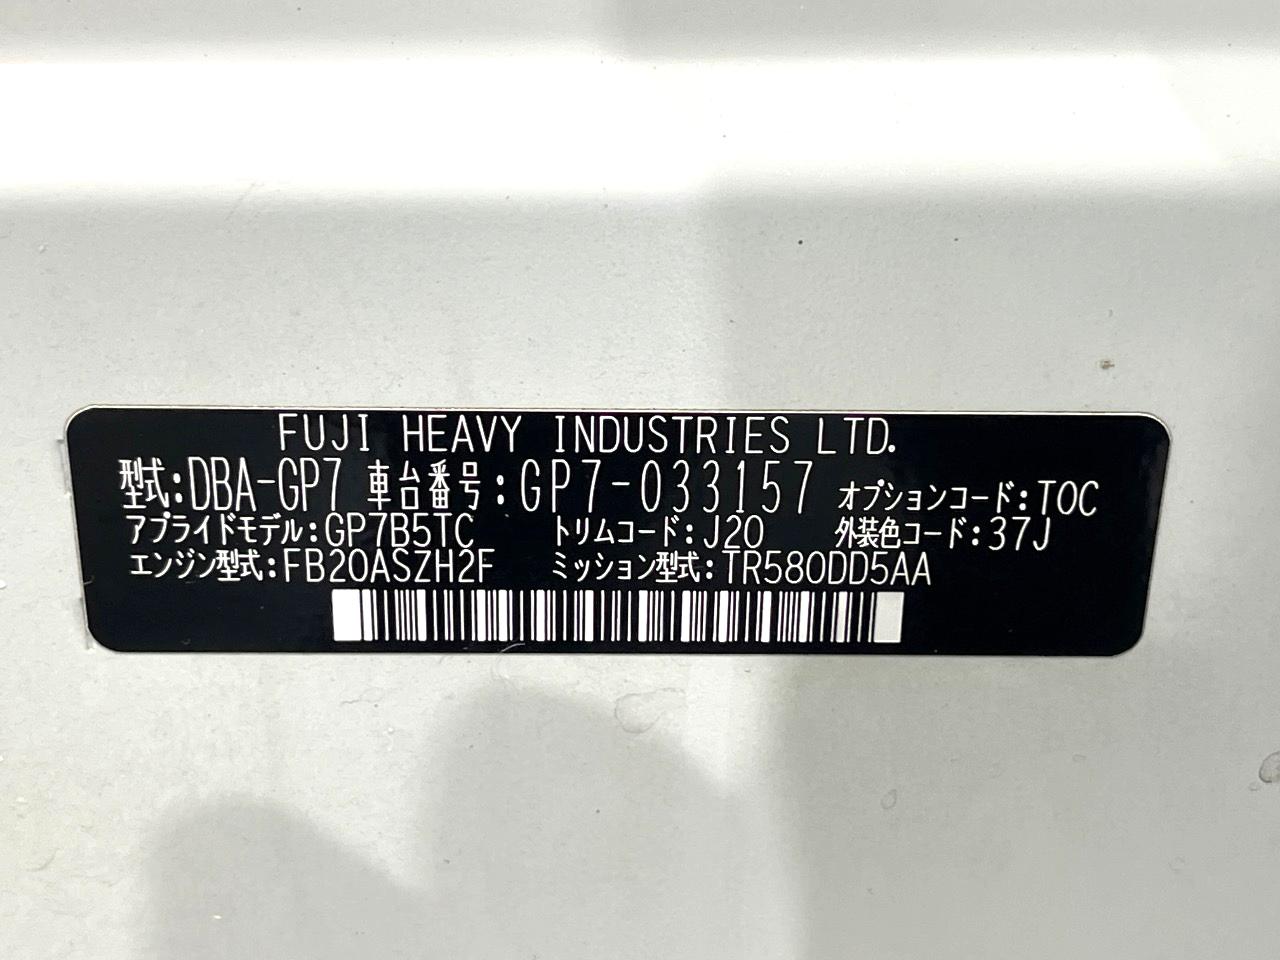 FUJI HEAVY INDUSTRIES LTD.
型式:DBA-GP7 車台番号:GP7-033157 オプションコード:TOC
アプライドモデル:GP7B5TC トリムコード:J20 外装色コード:37J
エンジン型式:FB20ASZH2F ミッション型式:TR580DD5AA